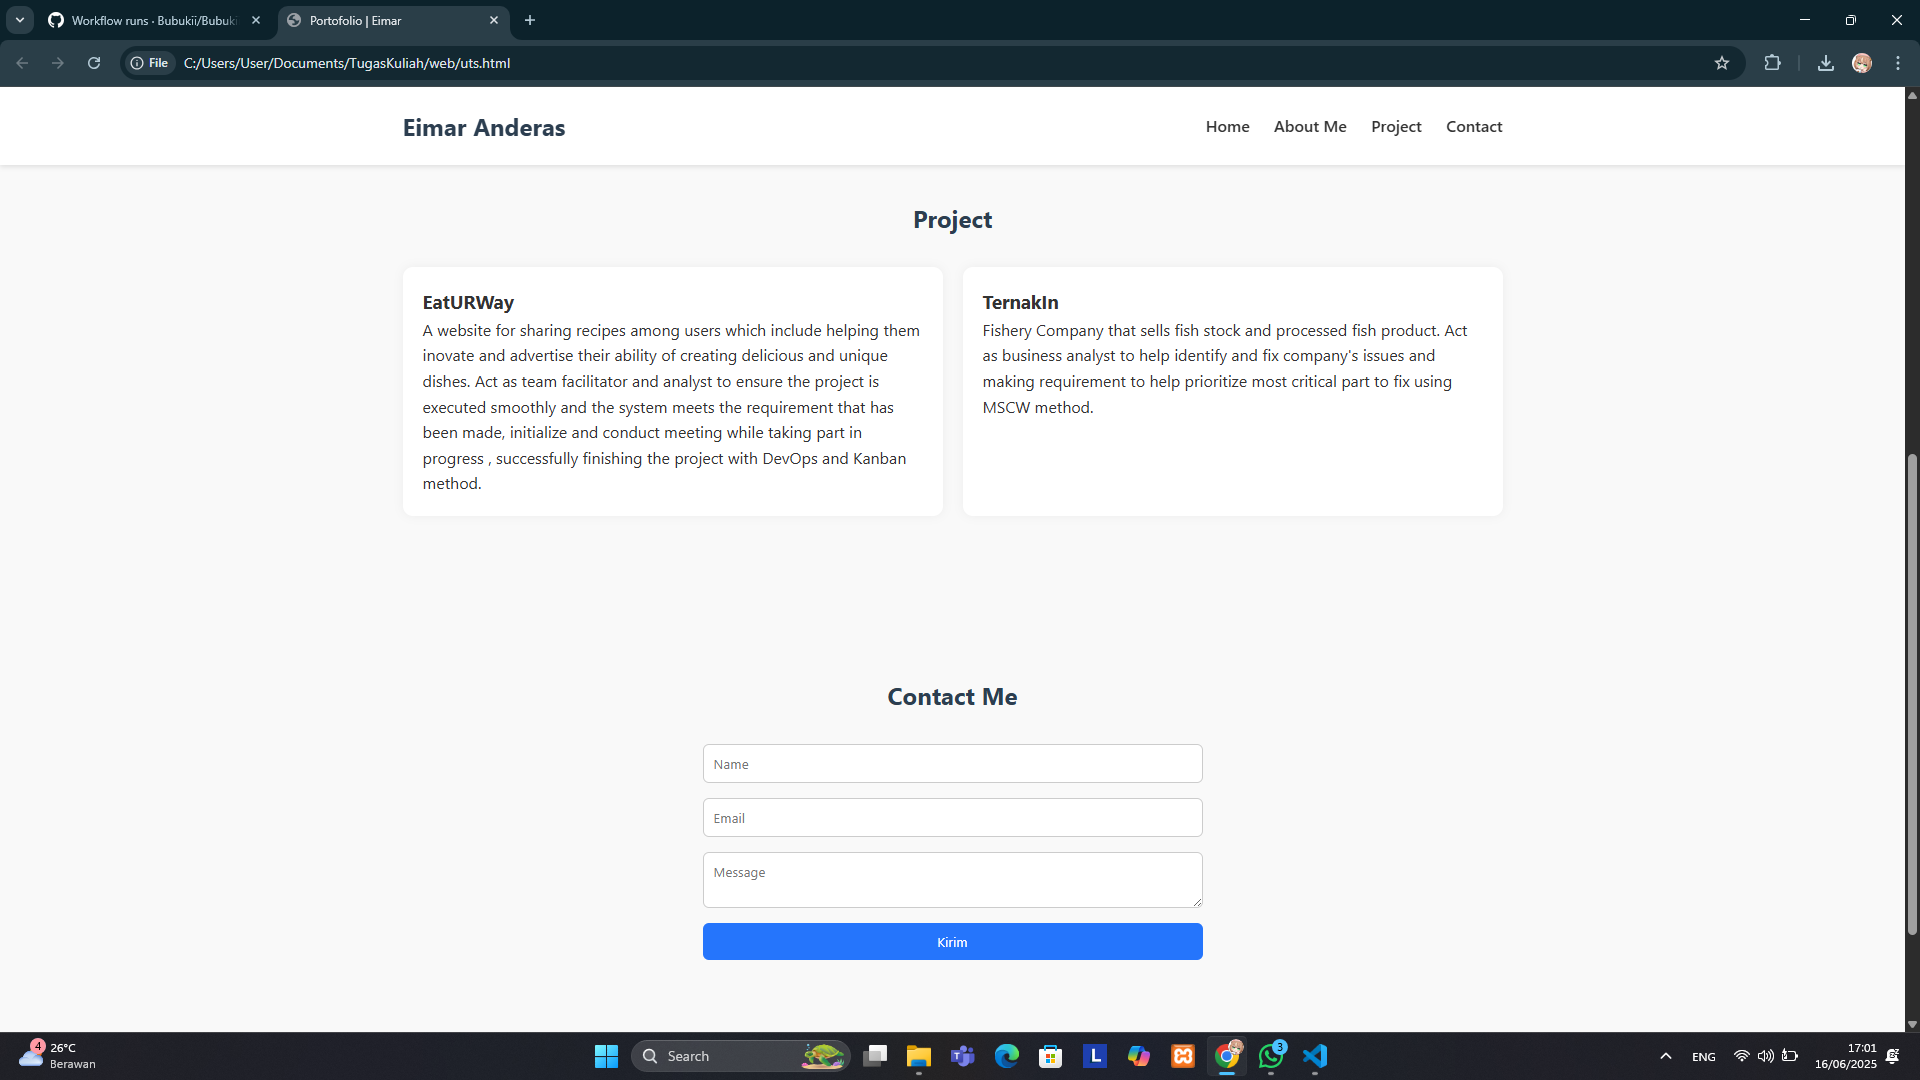 Workflow runs · Bubukii/Bubuki
Portofolio | Eimar
File
C:/Users/User/Documents/TugasKuliah/web/uts.html
Eimar Anderas
Home
About Me
Project
Contact
Project
EatURWay
A website for sharing recipes among users which include helping them
inovate and advertise their ability of creating delicious and unique
dishes. Act as team facilitator and analyst to ensure the project is
executed smoothly and the system meets the requirement that has
been made, initialize and conduct meeting while taking part in
progress , successfully finishing the project with DevOps and Kanban
method.
TernakIn
Fishery Company that sells fish stock and processed fish product. Act
as business analyst to help identify and fix company's issues and
making requirement to help prioritize most critical part to fix using
MSCW method.
Contact Me
Name
Email
Message
Kirim
4
26°C
Berawan
Search
L
3
ENG
17:01
16/06/2025